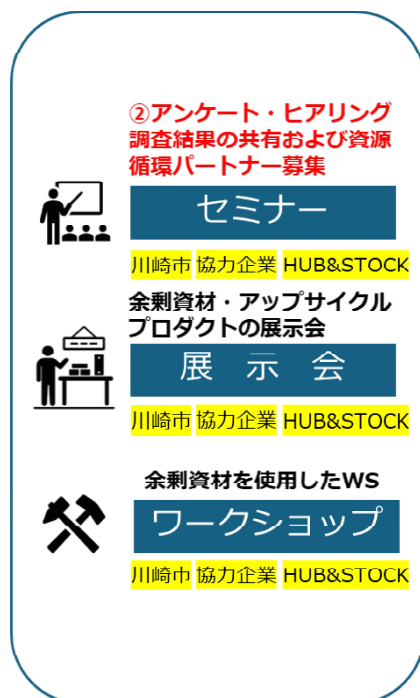 ②アンケート・ヒアリング
調査結果の共有および資源
循環パートナー募集
セミナー
川崎市 協力企業 HUB&STOCK
余剰資材・アップサイクル
プロダクトの展示会
展 示 会
川崎市 協力企業 HUB&STOCK
余剰資材を使用したWS
ワークショップ
川崎市 協力企業 HUB&STOCK